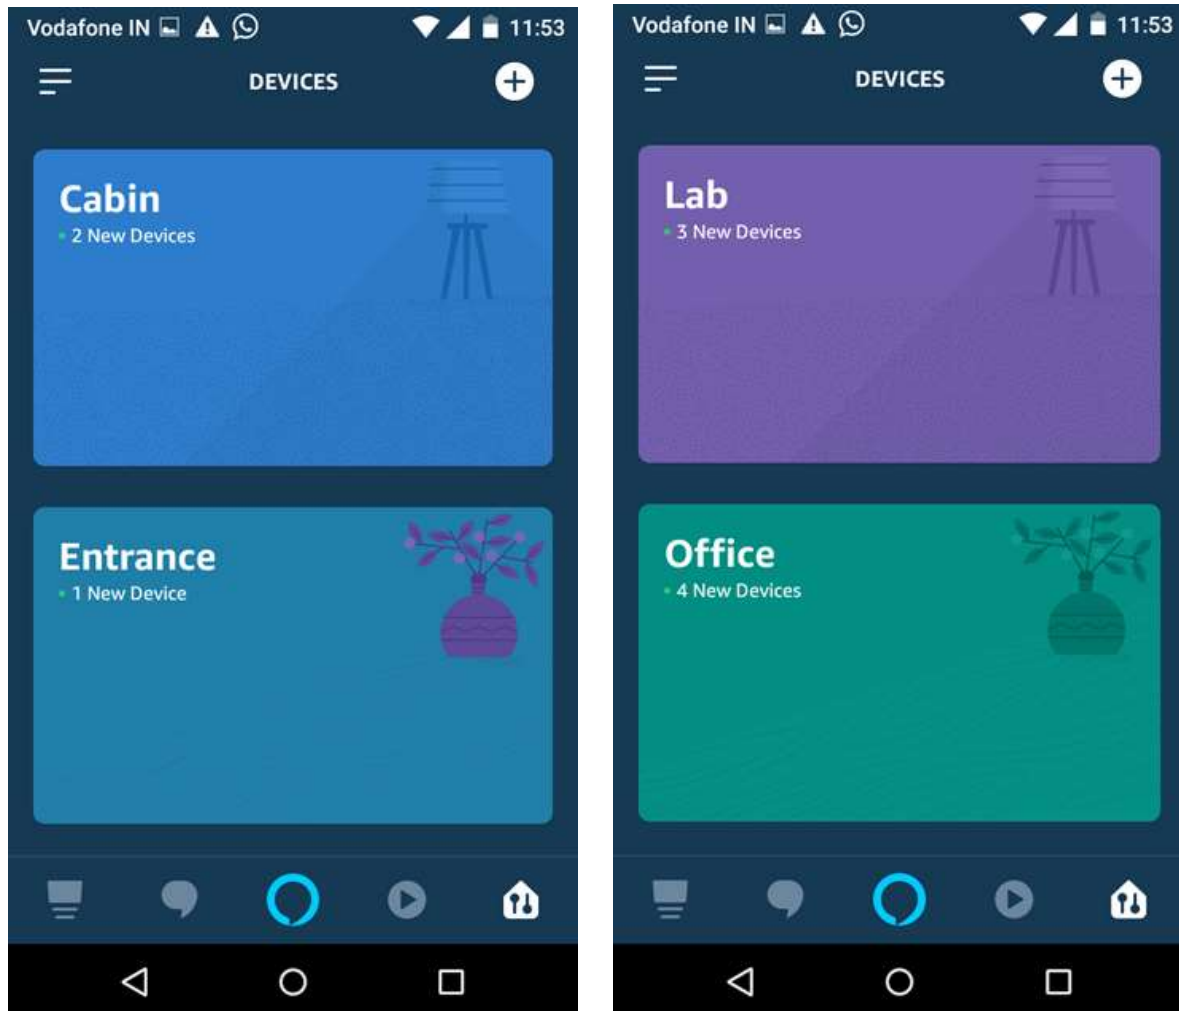 Vodafone IN 11:53
DEVICES
Cabin
2 New Devices
Entrance
1 New Device
Vodafone IN 11:53
DEVICES
Lab
3 New Devices
Office
4 New Devices